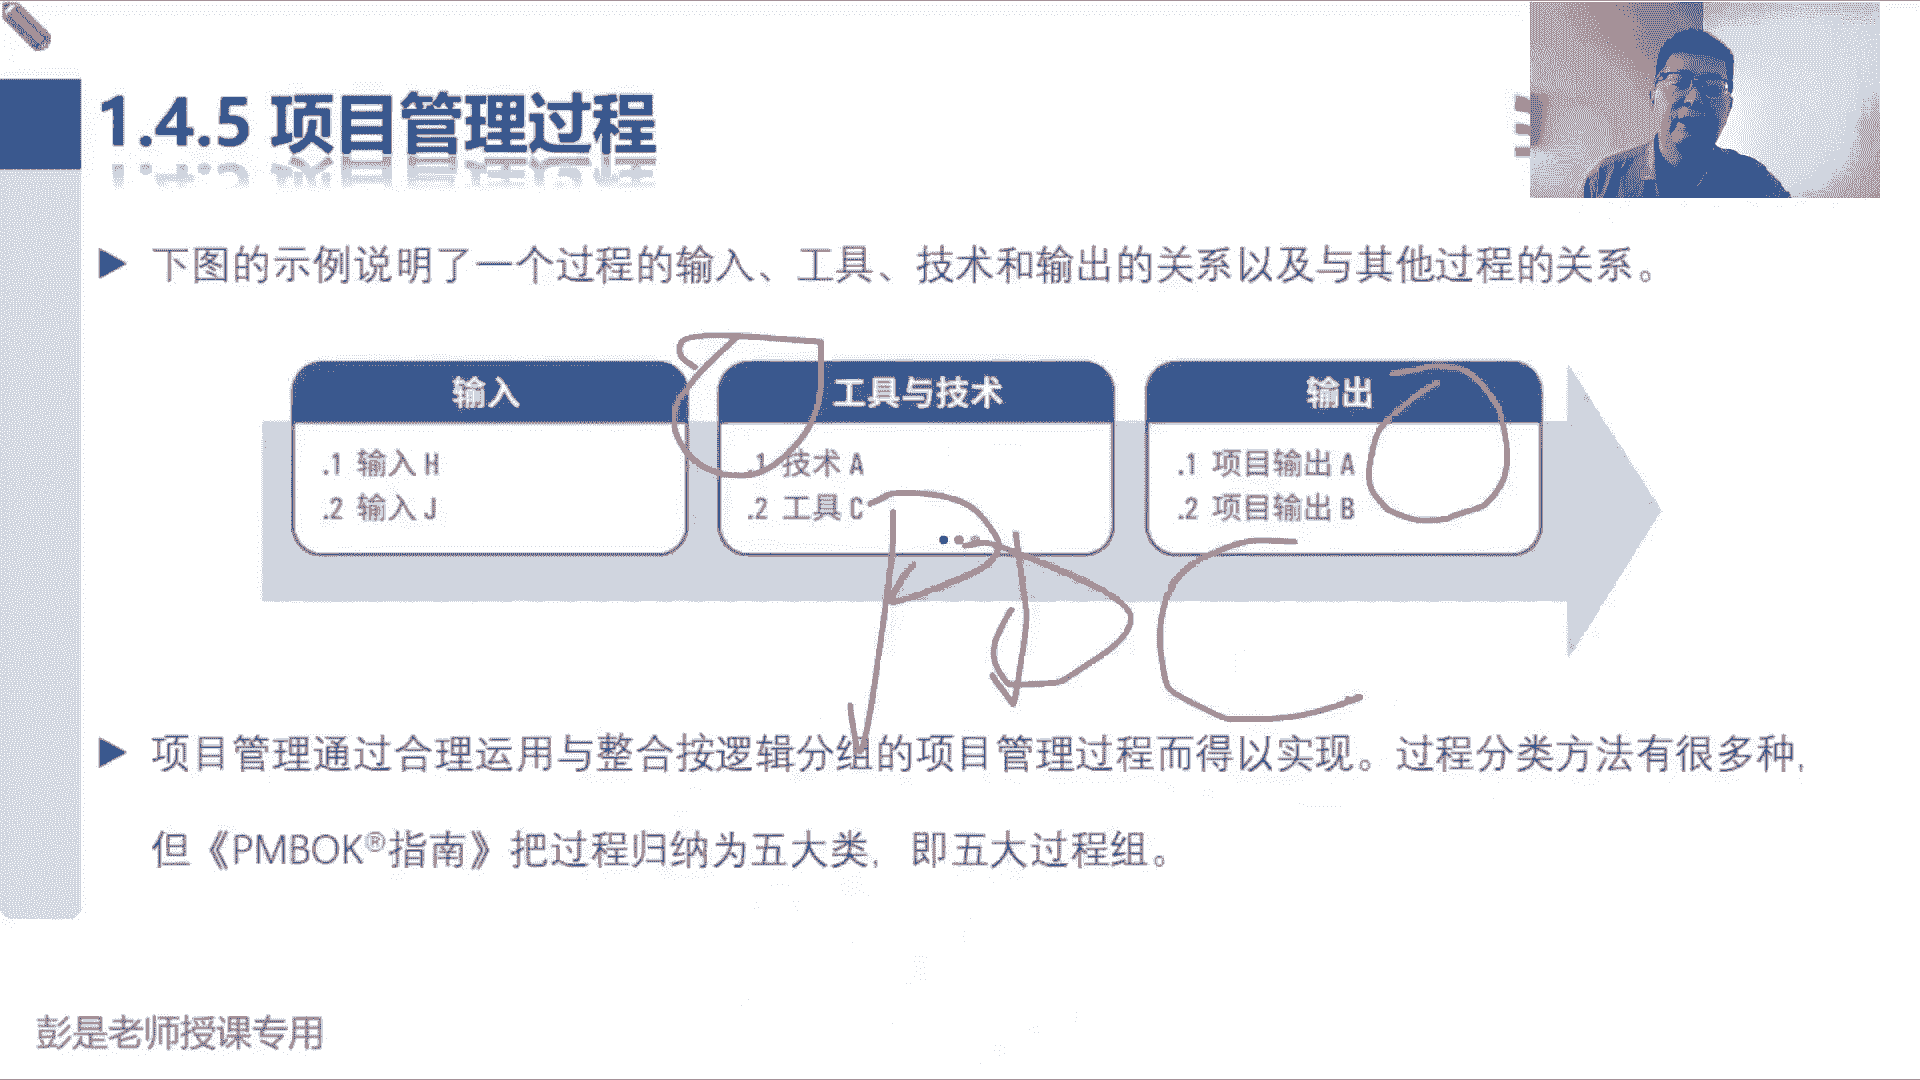 1.4.5 项目管理过程
下图的示例说明了一个过程的输入、工具、技术和输出的关系以及与其他过程的关系。
输入
.1 输入 H
.2 输入 J
工具与技术
.1 技术 A
.2 工具 C
输出
.1 项目输出 A
.2 项目输出 B
项目管理通过合理运用与整合按逻辑分组的项目管理过程而得以实现。过程分类方法有很多种,
但《PMBOK®指南》把过程归纳为五大类,即五大过程组。
彭是老师授课专用